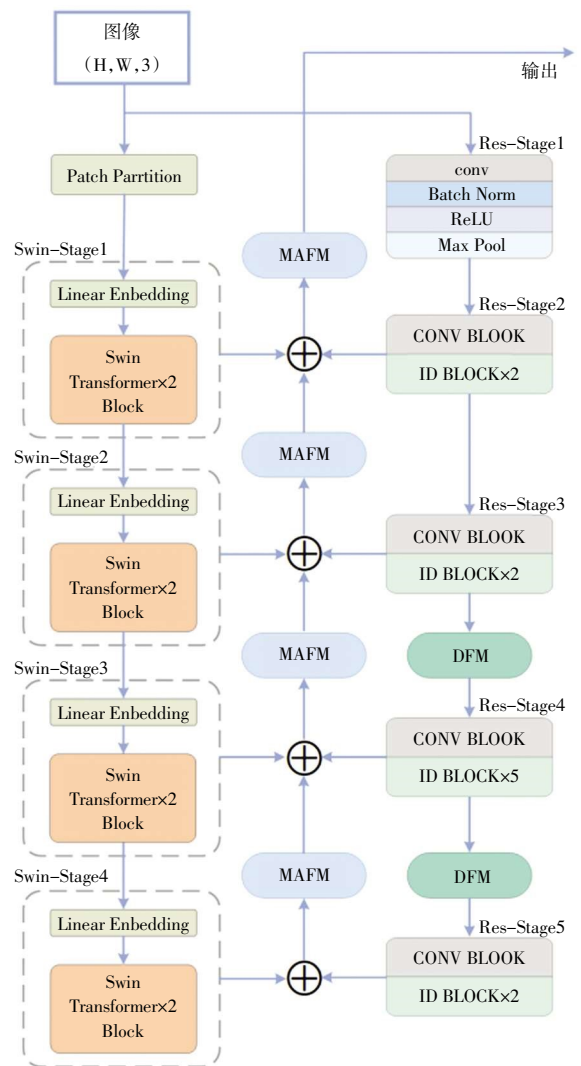 图像
(H,W,3)
输出
Patch Parrtition
Swin-Stage1
Linear Embedding
Swin
Transformer×2
Block
Swin-Stage2
Linear Embedding
Swin
Transformer×2
Block
Swin-Stage3
Linear Embedding
Swin
Transformer×2
Block
Swin-Stage4
Linear Embedding
Swin
Transformer×2
Block
MAFM
MAFM
MAFM
MAFM
Res-Stage1
conv
Batch Norm
ReLU
Max Pool
Res-Stage2
CONV BLOOK
ID BLOCK×2
Res-Stage3
CONV BLOOK
ID BLOCK×2
DFM
Res-Stage4
CONV BLOOK
ID BLOCK×5
DFM
Res-Stage5
CONV BLOOK
ID BLOCK×2